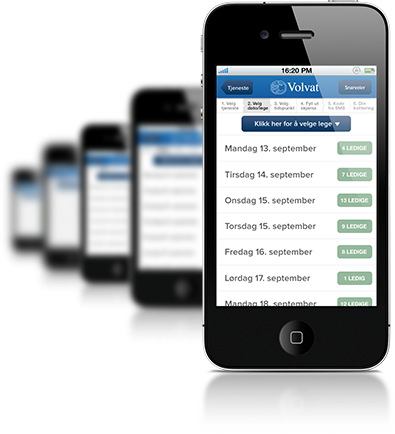 16:20 PM
Tjeneste Volvat Snarveier
1. Velg tjeneste 2. Velg dato/lege 3. Velg tidspunkt 4. Fyll ut skjema 5. Kode fra SMS 6. Din
Klikk her for å velge lege
Mandag 13. september 4 LEDIGE
Tirsdag 14. september 7 LEDIGE
Onsdag 15. september 13 LEDIGE
Torsdag 15. september 9 LEDIGE
Fredag 16. september 8 LEDIGE
Lørdag 17. september 1 LEDIG
Mandag 18. september 12 LEDIGE